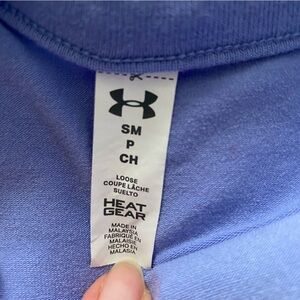 SM
P
CH
LOOSE
COUPE LÂCHE
SUELTO
HEAT
GEAR
MADE IN
MALAYSIA
FABRIQUÉ EN
MALAISIE
HECHO EN
MALASIA